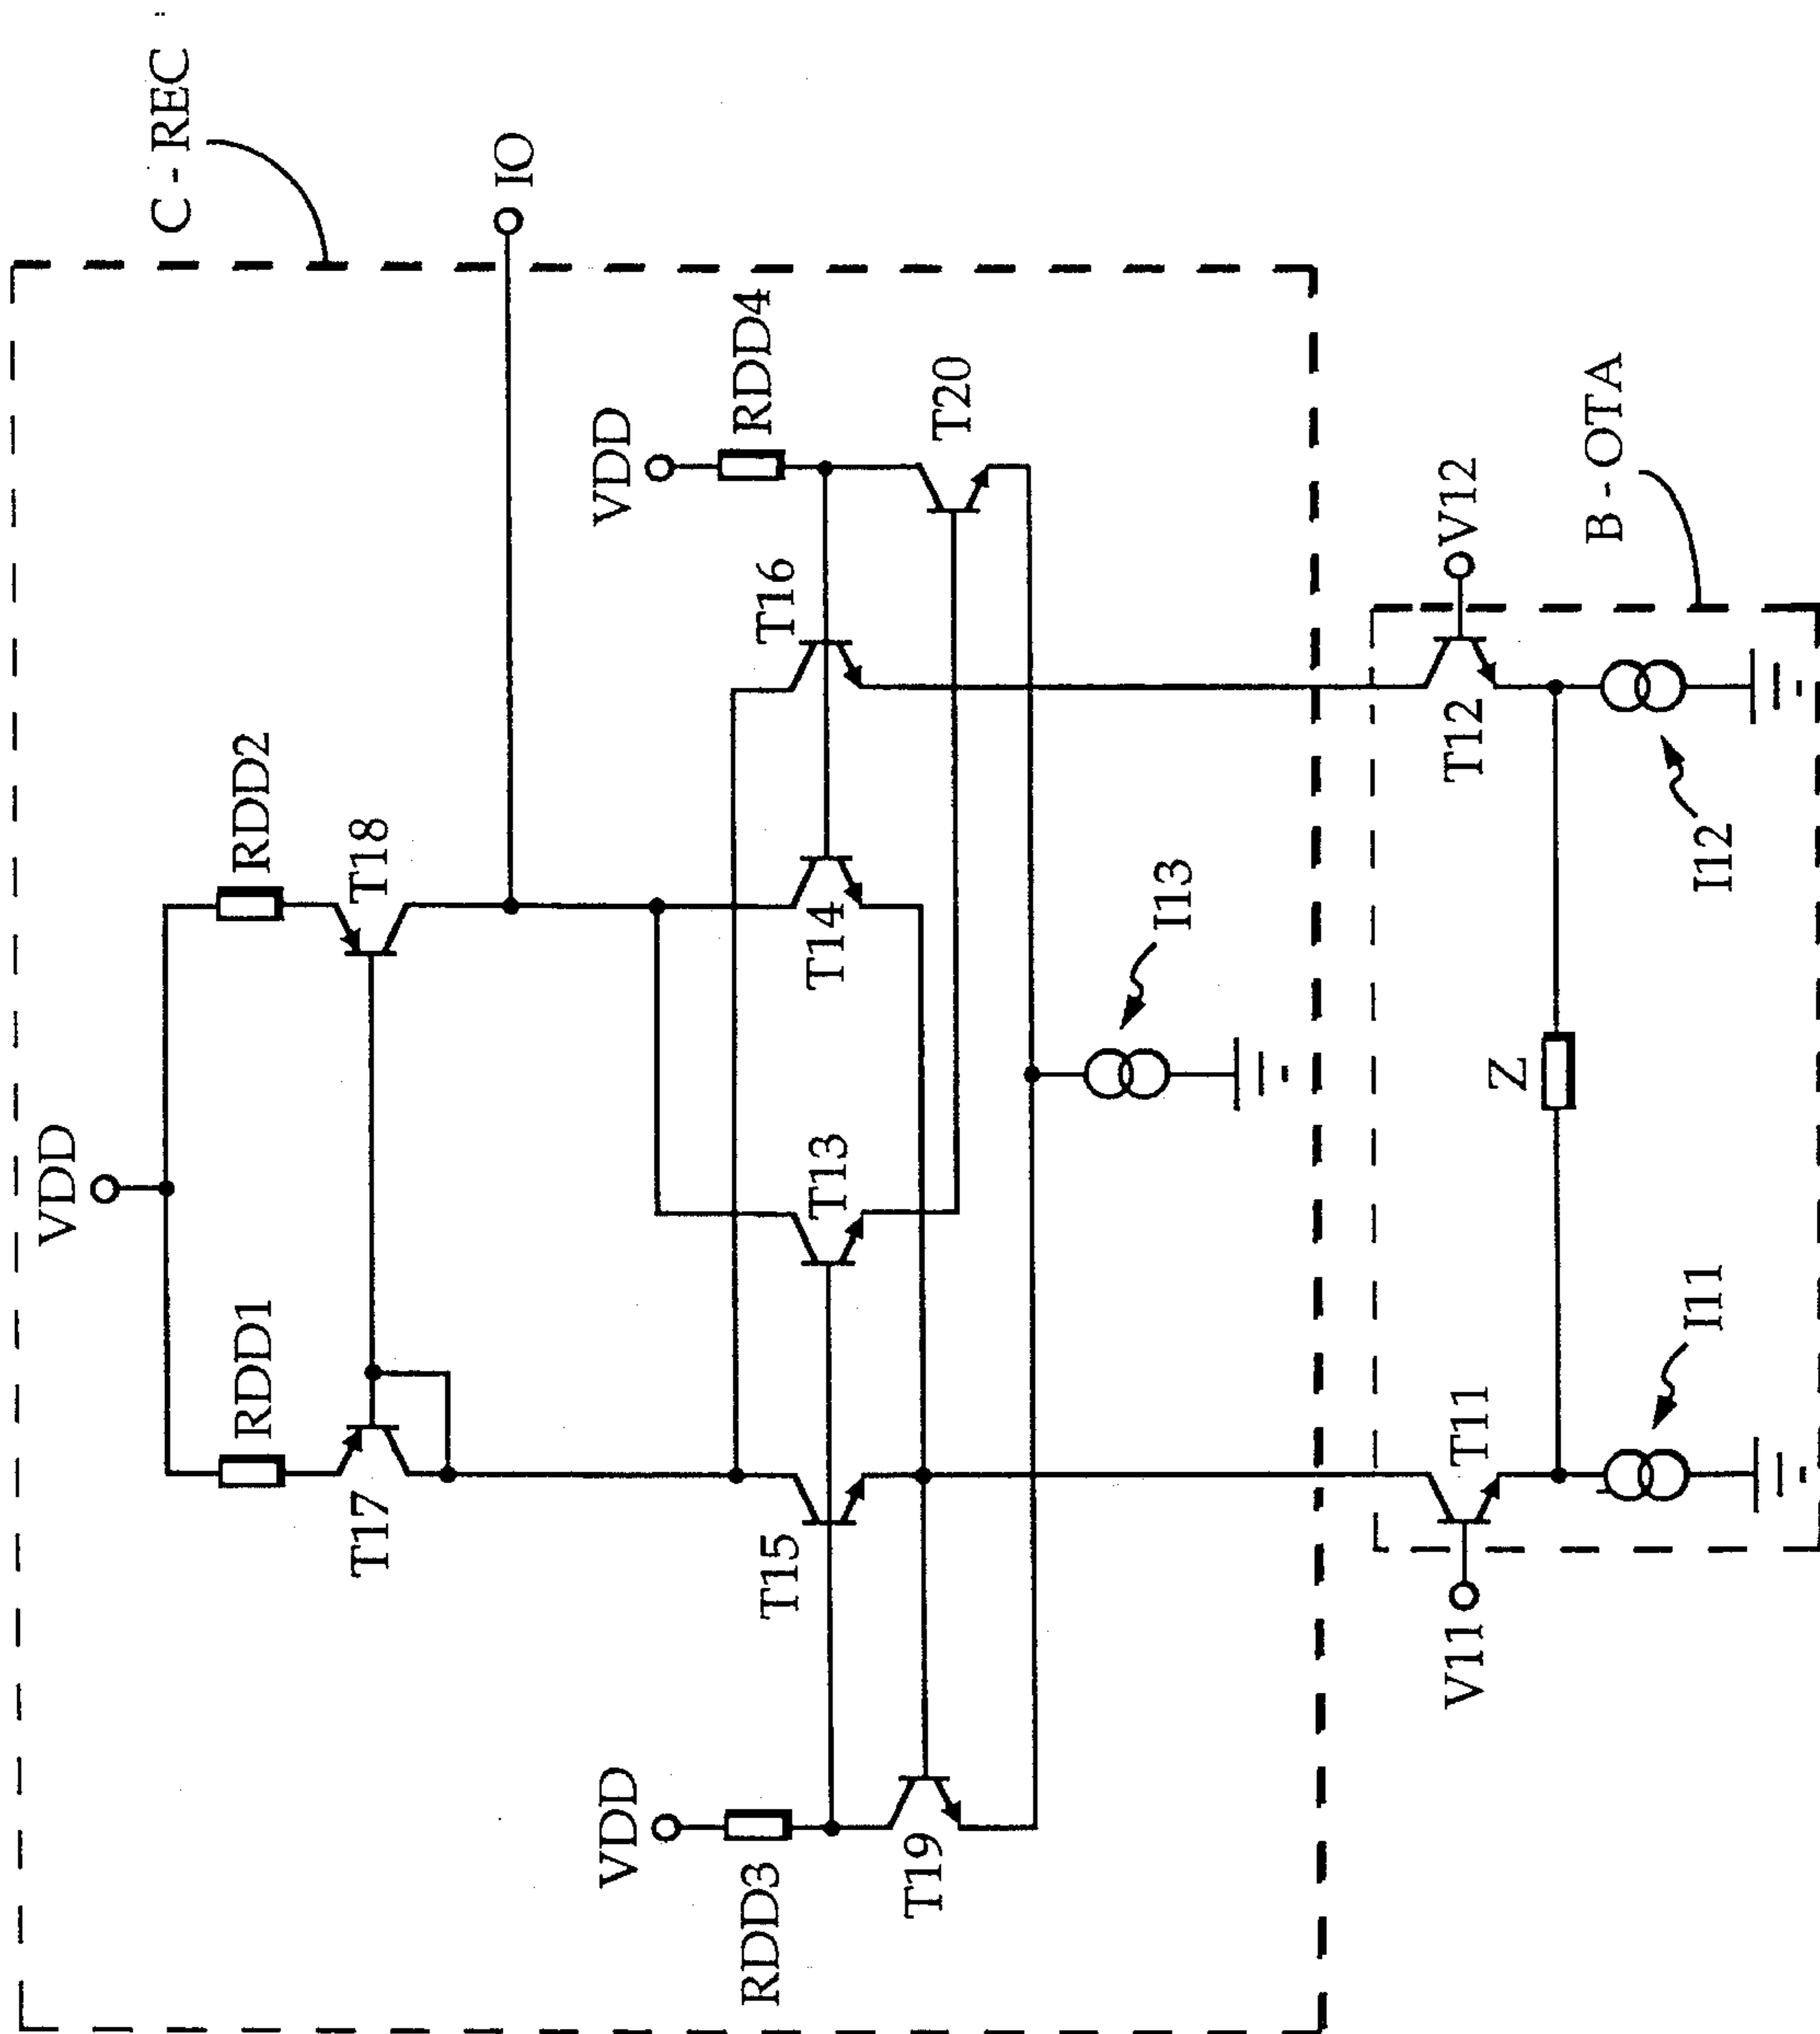 C - REC
VDD
RDD1
RDD2
T17
T18
IO
VDD
RDD3
VDD
RDD4
T15
T13
T14
T16
T19
T20
I13
V11
T11
T12
V12
Z
I11
I12
B - OTA